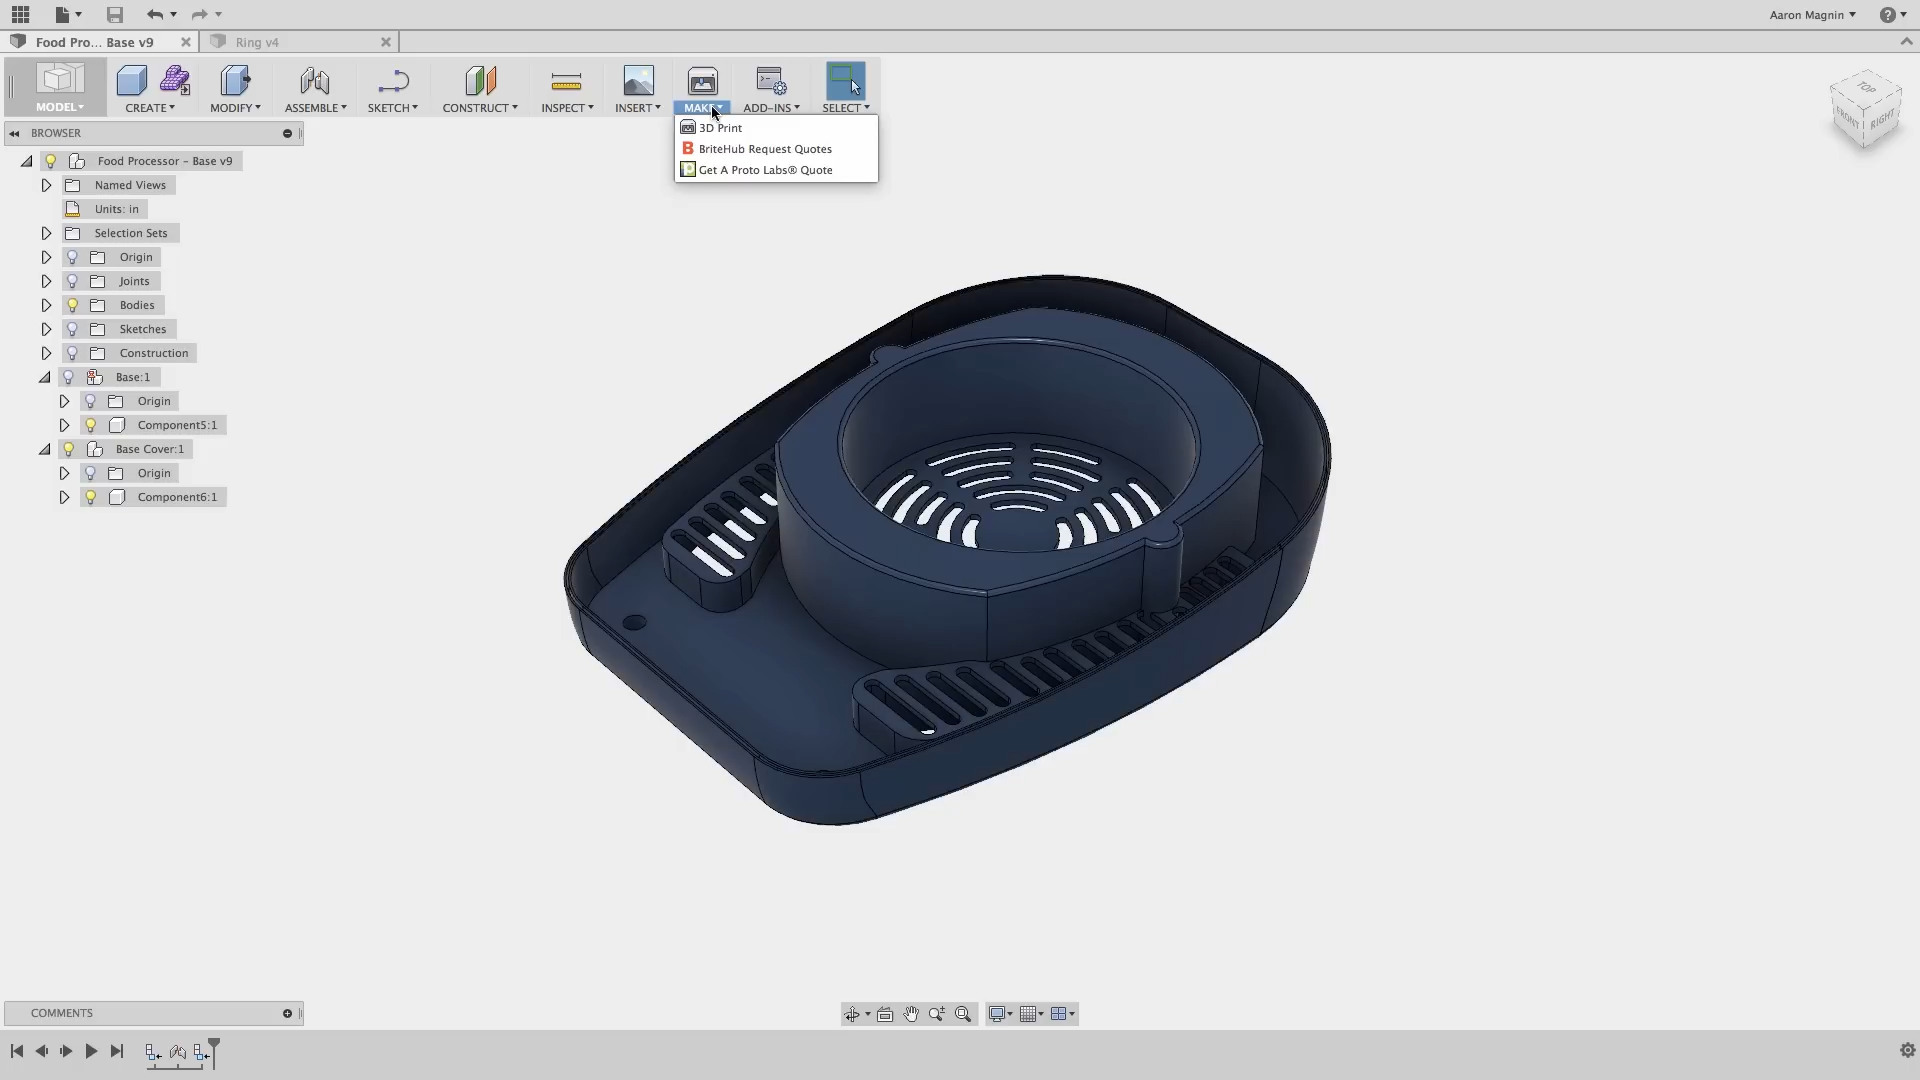 Aaron Magnin
Food Pro... Base v9
Ring v4
MODEL
CREATE
MODIFY
ASSEMBLE
SKETCH
CONSTRUCT
INSPECT
INSERT
MAKE
ADD-INS
SELECT
3D Print
BriteHub Request Quotes
Get A Proto Labs® Quote
TOP
FRONT
RIGHT
BROWSER
Food Processor - Base v9
Named Views
Units: in
Selection Sets
Origin
Joints
Bodies
Sketches
Construction
Base:1
Origin
Component5:1
Base Cover:1
Origin
Component6:1
COMMENTS